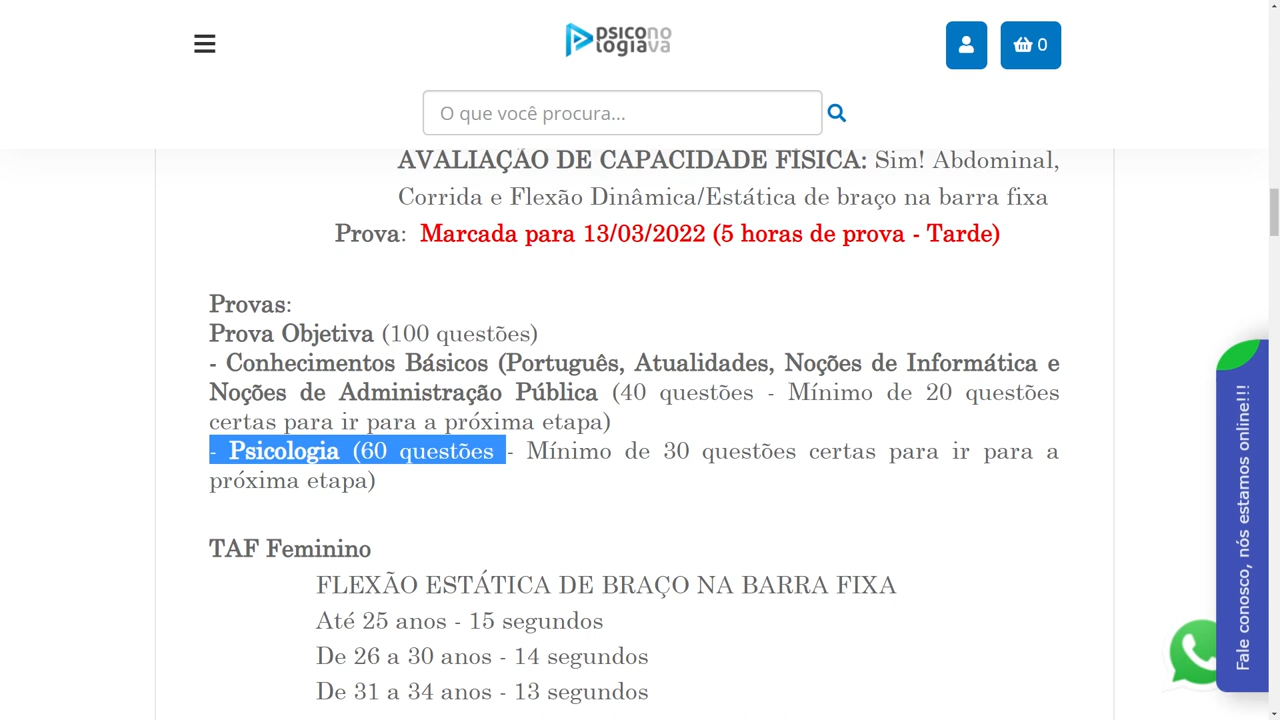 psicono
logiava
0
O que você procura...
AVALIAÇÃO DE CAPACIDADE FÍSICA: Sim! Abdominal,
Corrida e Flexão Dinâmica/Estática de braço na barra fixa
Prova: Marcada para 13/03/2022 (5 horas de prova - Tarde)
Provas:
Prova Objetiva (100 questões)
- Conhecimentos Básicos (Português, Atualidades, Noções de Informática e
Noções de Administração Pública (40 questões - Mínimo de 20 questões
certas para ir para a próxima etapa)
- Psicologia (60 questões - Mínimo de 30 questões certas para ir para a
próxima etapa)
TAF Feminino
FLEXÃO ESTÁTICA DE BRAÇO NA BARRA FIXA
Até 25 anos - 15 segundos
De 26 a 30 anos - 14 segundos
De 31 a 34 anos - 13 segundos
Fale conosco, nós estamos online!!!